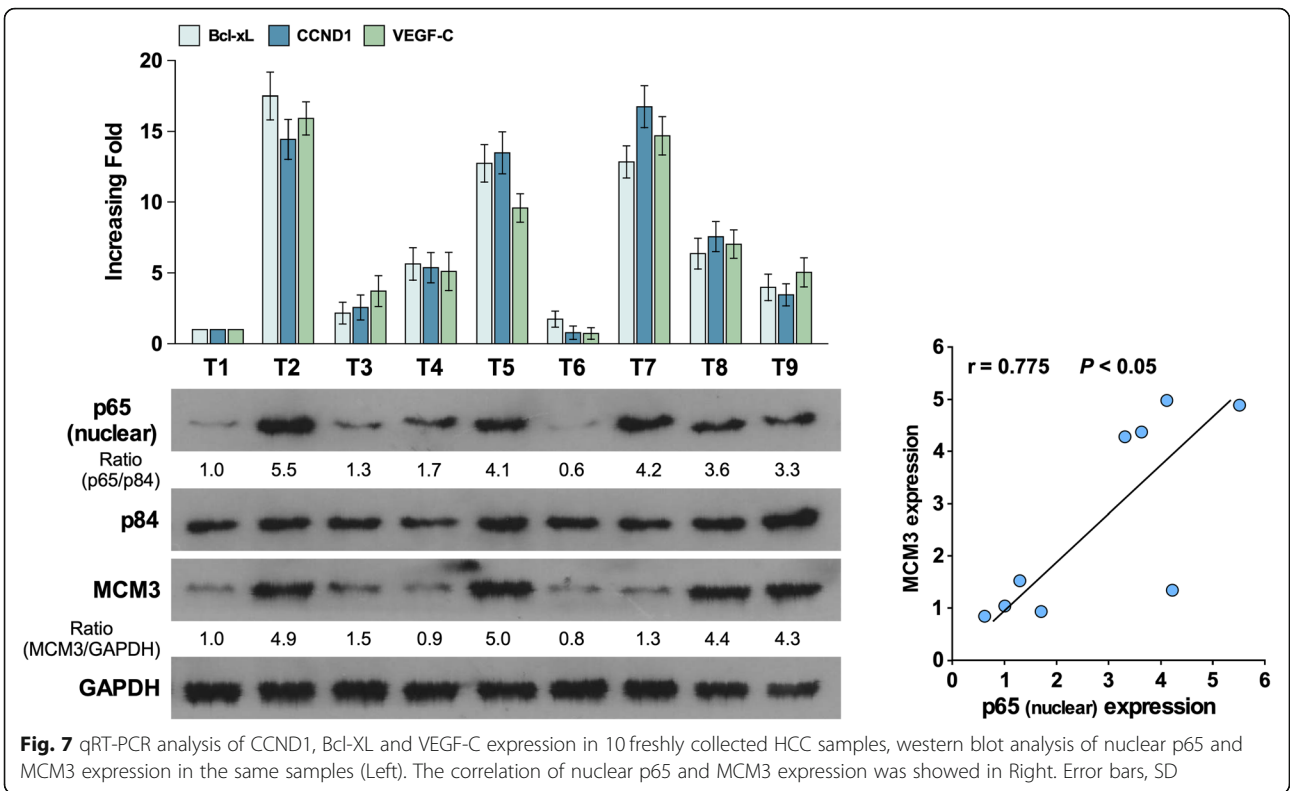 Bcl-xL CCND1 VEGF-C
20
15
10
5
0
Increasing Fold
T1 T2 T3 T4 T5 T6 T7 T8 T9
p65
(nuclear)
Ratio
(p65/p84)
1.0 5.5 1.3 1.7 4.1 0.6 4.2 3.6 3.3
p84
MCM3
Ratio
(MCM3/GAPDH)
1.0 4.9 1.5 0.9 5.0 0.8 1.3 4.4 4.3
GAPDH
r = 0.775 P < 0.05
6
5
4
3
2
1
0
MCM3 expression
0 1 2 3 4 5 6
p65 (nuclear) expression
Fig. 7 qRT-PCR analysis of CCND1, Bcl-XL and VEGF-C expression in 10 freshly collected HCC samples, western blot analysis of nuclear p65 and
MCM3 expression in the same samples (Left). The correlation of nuclear p65 and MCM3 expression was showed in Right. Error bars, SD